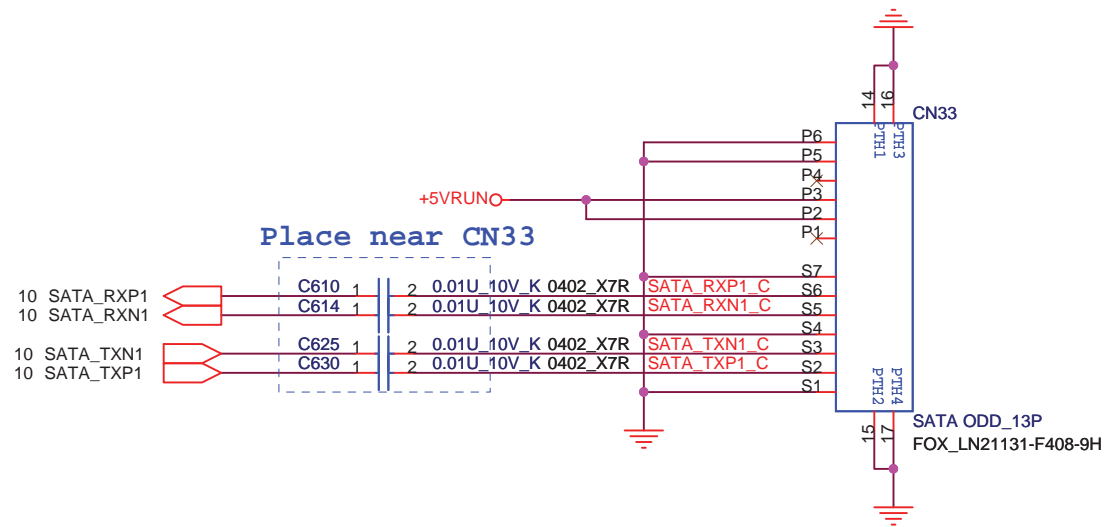 14
16
CN33
PTH1
PTH3
P6
P5
P4
P3
+5VRUN
P2
P1
Place near CN33
S7
C610 1 2 0.01U_10V_K 0402_X7R SATA_RXP1_C S6
10 SATA_RXP1
C614 1 2 0.01U_10V_K 0402_X7R SATA_RXN1_C S5
10 SATA_RXN1
S4
C625 1 2 0.01U_10V_K 0402_X7R SATA_TXN1_C S3
10 SATA_TXN1
C630 1 2 0.01U_10V_K 0402_X7R SATA_TXP1_C S2
10 SATA_TXP1
S1
PTH2
PTH4
SATA ODD_13P
15
17
FOX_LN21131-F408-9H